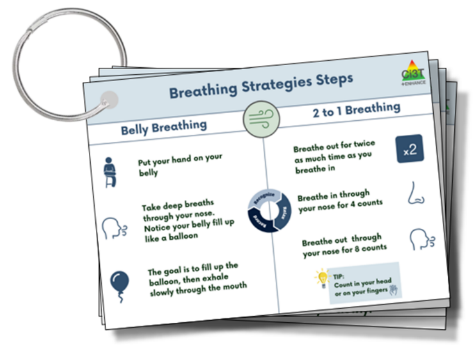 Breathing Strategies Steps
Ci3T
Belly Breathing
2 to 1 Breathing
Put your hand on your
belly
Take deep breaths
through your nose.
Notice your belly fill up
like a balloon
The goal is to fill up the
balloon, then exhale
slowly through the mouth
Breathe out for twice
as much time as you
breathe in
x2
Breathe in through
your nose for 4 counts
Breathe out through
your nose for 8 counts
TIP:
Count in your head
or on your fingers